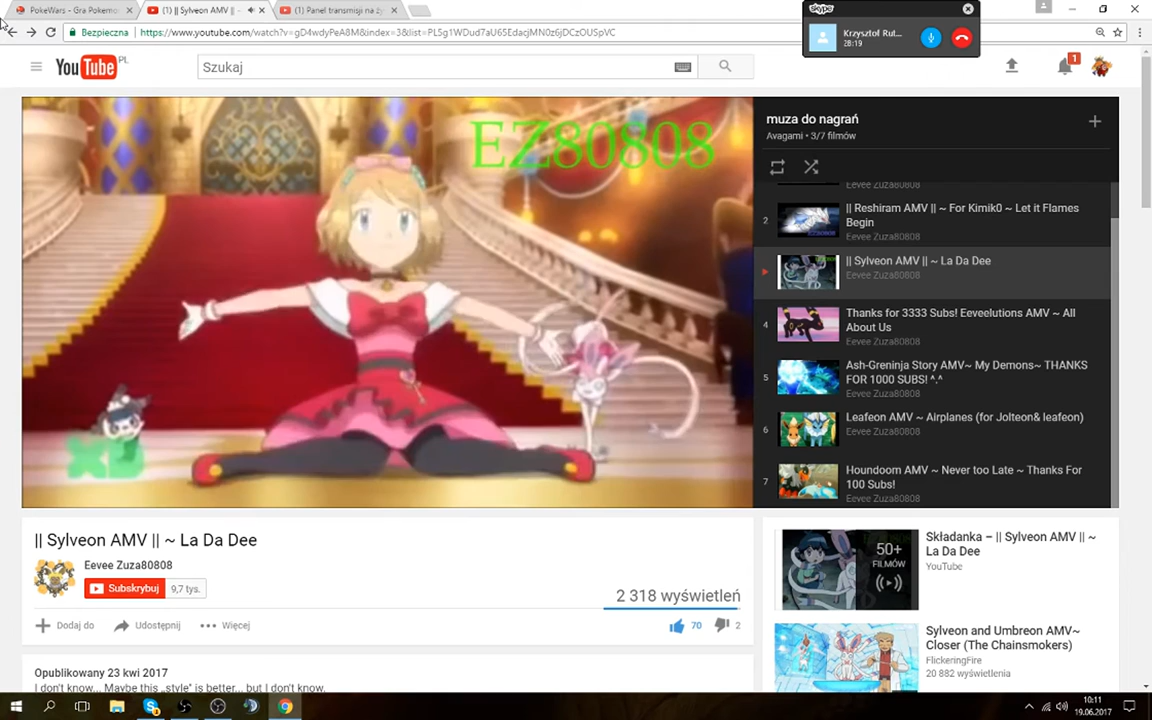 PokeWars - Gra Pokemo
(1) || Sylveon AMV || ~
(1) Panel transmisji na ży
skype
Krzysztof Rut...
28:19
Bezpieczna
https://www.youtube.com/watch?v=gD4wdyPeA8M&index=3&list=PL5g1WDud7aU65EdacjMN0z6jDCzOUSpVC
YouTube PL
Szukaj
1
EZ80808
XD
muza do nagrań
Avagami • 3/7 filmów
Eevee Zuza80808
2
|| Reshiram AMV || ~ For Kimik0 ~ Let it Flames
Begin
Eevee Zuza80808
|| Sylveon AMV || ~ La Da Dee
Eevee Zuza80808
4
Thanks for 3333 Subs! Eeveelutions AMV ~ All
About Us
Eevee Zuza80808
5
Ash-Greninja Story AMV~ My Demons~ THANKS
FOR 1000 SUBS! ^.^
Eevee Zuza80808
6
Leafeon AMV ~ Airplanes (for Jolteon& leafeon)
Eevee Zuza80808
7
Houndoom AMV ~ Never too Late ~ Thanks For
100 Subs!
Eevee Zuza80808
|| Sylveon AMV || ~ La Da Dee
Eevee Zuza80808
Subskrybuj 9,7 tys.
2 318 wyświetleń
Dodaj do
Udostępnij
Więcej
70
2
Opublikowany 23 kwi 2017
I don't know... Maybe this „style" is better... but I don't know.
50+
FILMÓW
Składanka – || Sylveon AMV || ~
La Da Dee
YouTube
Sylveon and Umbreon AMV~
Closer (The Chainsmokers)
FlickeringFire
20 882 wyświetlenia
10:11
19.06.2017